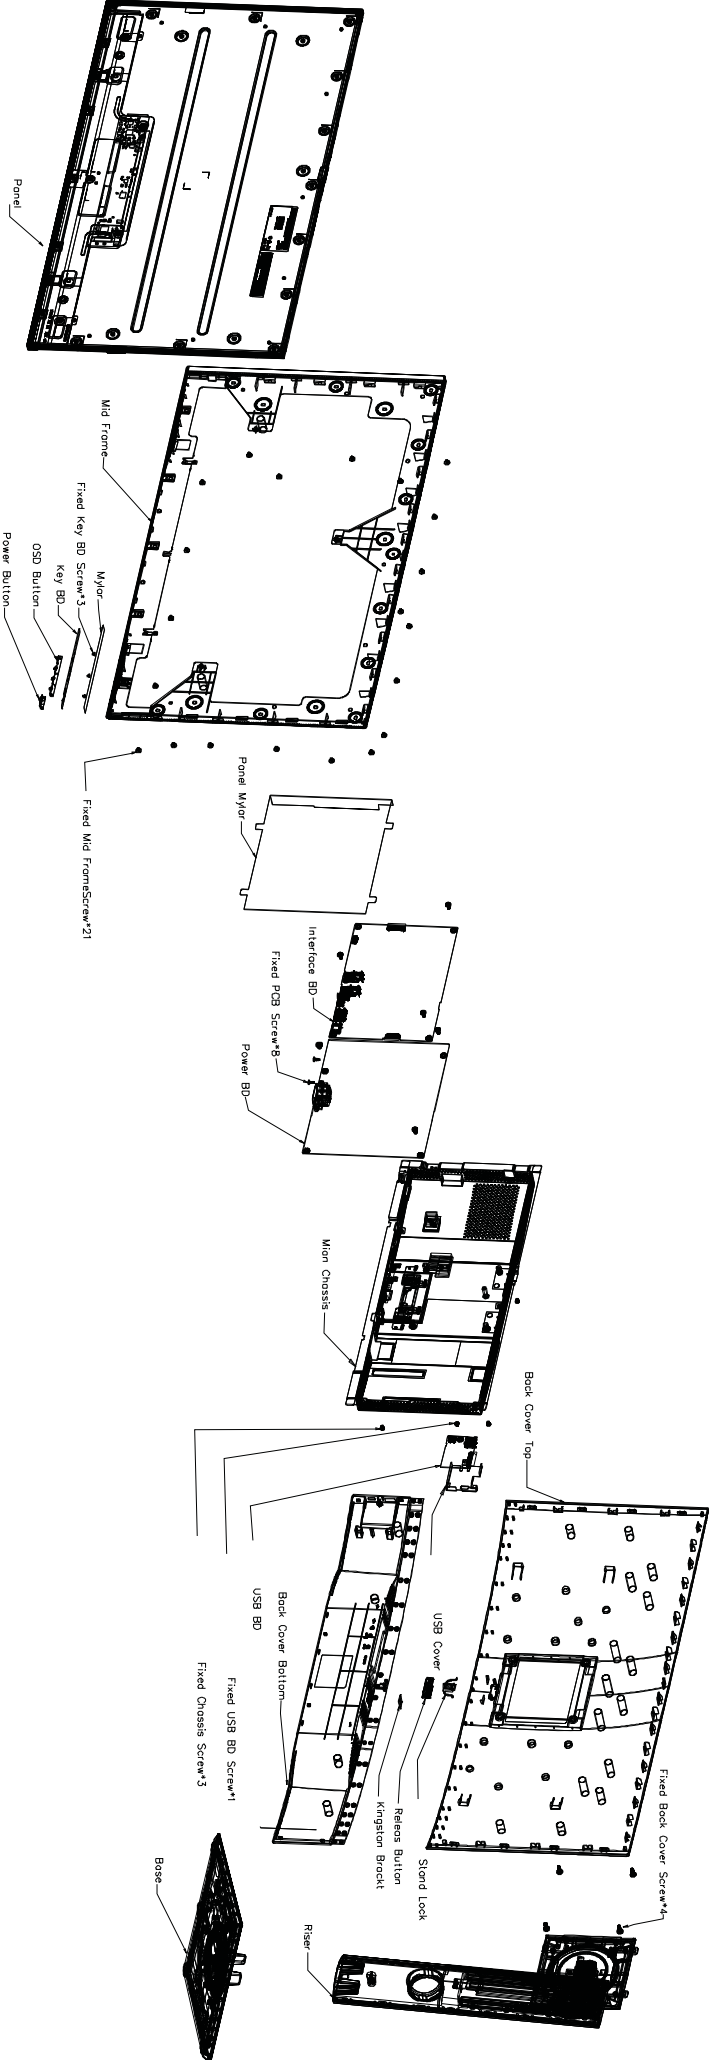 Panel
Mid Frame
Fixed Key BD Screw*3
Mylar
Key BD
OSD Button
Power Button
Fixed Mid FrameScrew*21
Panel Mylar
Interface BD
Fixed PCB Screw*8
Power BD
Mian Chassis
Back Cover Top
USB Cover
Back Cover Bottom
USB BD
Fixed USB BD Screw*1
Fixed Chassis Screw*3
Fixed Back Cover Screw*4
Stand Lock
Releas Button
Kingston Brackt
Riser
Base